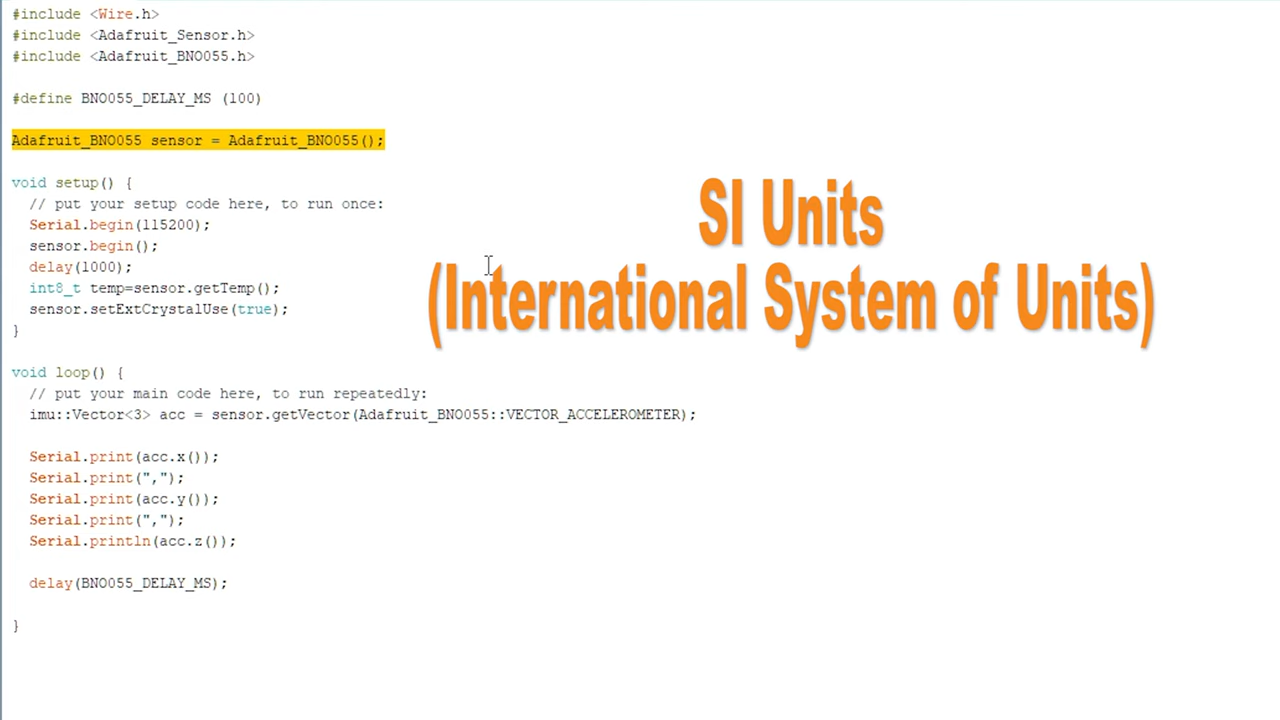 #include <Wire.h>
#include <Adafruit_Sensor.h>
#include <Adafruit_BNO055.h>
#define BNO055_DELAY_MS (100)
Adafruit_BNO055 sensor = Adafruit_BNO055();
void setup() {
  // put your setup code here, to run once:
  Serial.begin(115200);
  sensor.begin();
  delay(1000);
  int8_t temp=sensor.getTemp();
  sensor.setExtCrystalUse(true);
}
SI Units
(International System of Units)
void loop() {
  // put your main code here, to run repeatedly:
  imu::Vector<3> acc = sensor.getVector(Adafruit_BNO055::VECTOR_ACCELEROMETER);
  Serial.print(acc.x());
  Serial.print(",");
  Serial.print(acc.y());
  Serial.print(",");
  Serial.println(acc.z());
  delay(BNO055_DELAY_MS);
}